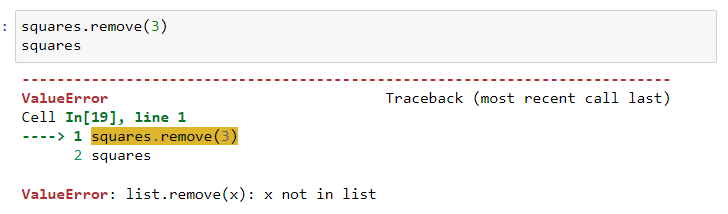 : squares.remove(3)
squares
---------------------------------------------------------------------------
ValueError                                Traceback (most recent call last)
Cell In[19], line 1
----> 1 squares.remove(3)
      2 squares

ValueError: list.remove(x): x not in list